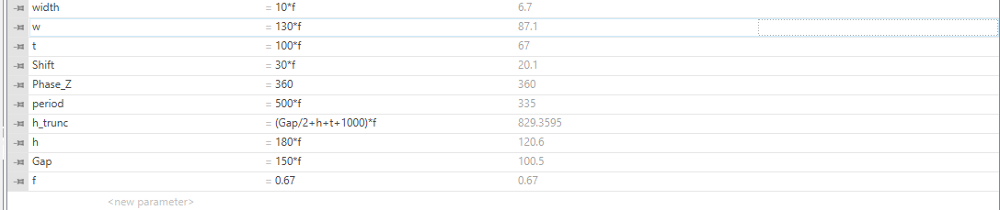 width = 10*f 6.7
w = 130*f 87.1
t = 100*f 67
Shift = 30*f 20.1
Phase_Z = 360 360
period = 500*f 335
h_trunc = (Gap/2+h+t+1000)*f 829.3595
h = 180*f 120.6
Gap = 150*f 100.5
f = 0.67 0.67
<new parameter>